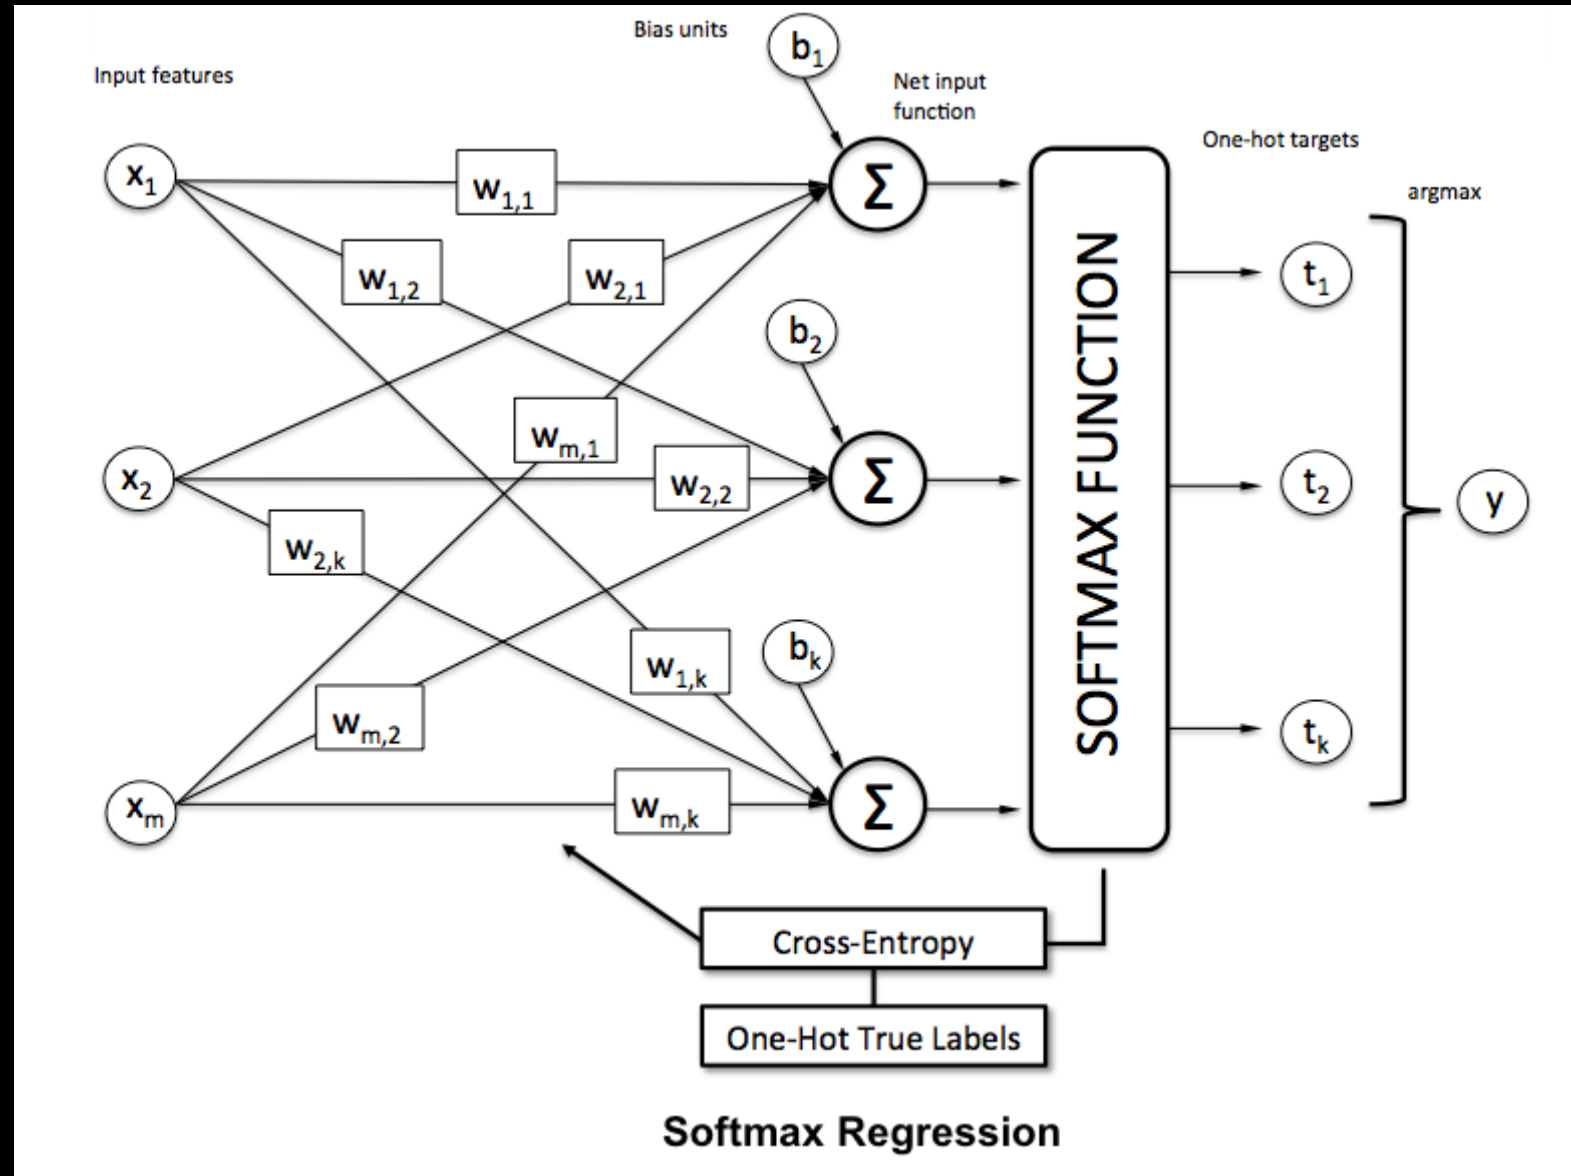 Bias units
b1
Input features
Net input
function
One-hot targets
x1
w1,1
Σ
argmax
w1,2
w2,1
t1
SOFTMAX FUNCTION
b2
wm,1
x2
w2,2
Σ
t2
y
w2,k
w1,k
bk
wm,2
tk
xm
wm,k
Σ
Cross-Entropy
One-Hot True Labels
Softmax Regression